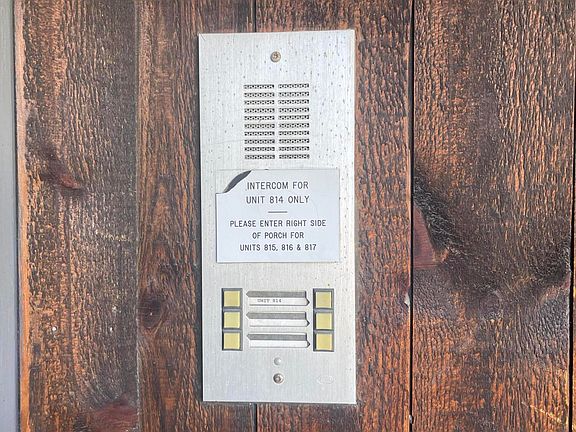 INTERCOM FOR
UNIT 814 ONLY
PLEASE ENTER RIGHT SIDE
OF PORCH FOR
UNITS 815, 816 & 817
UNIT 814